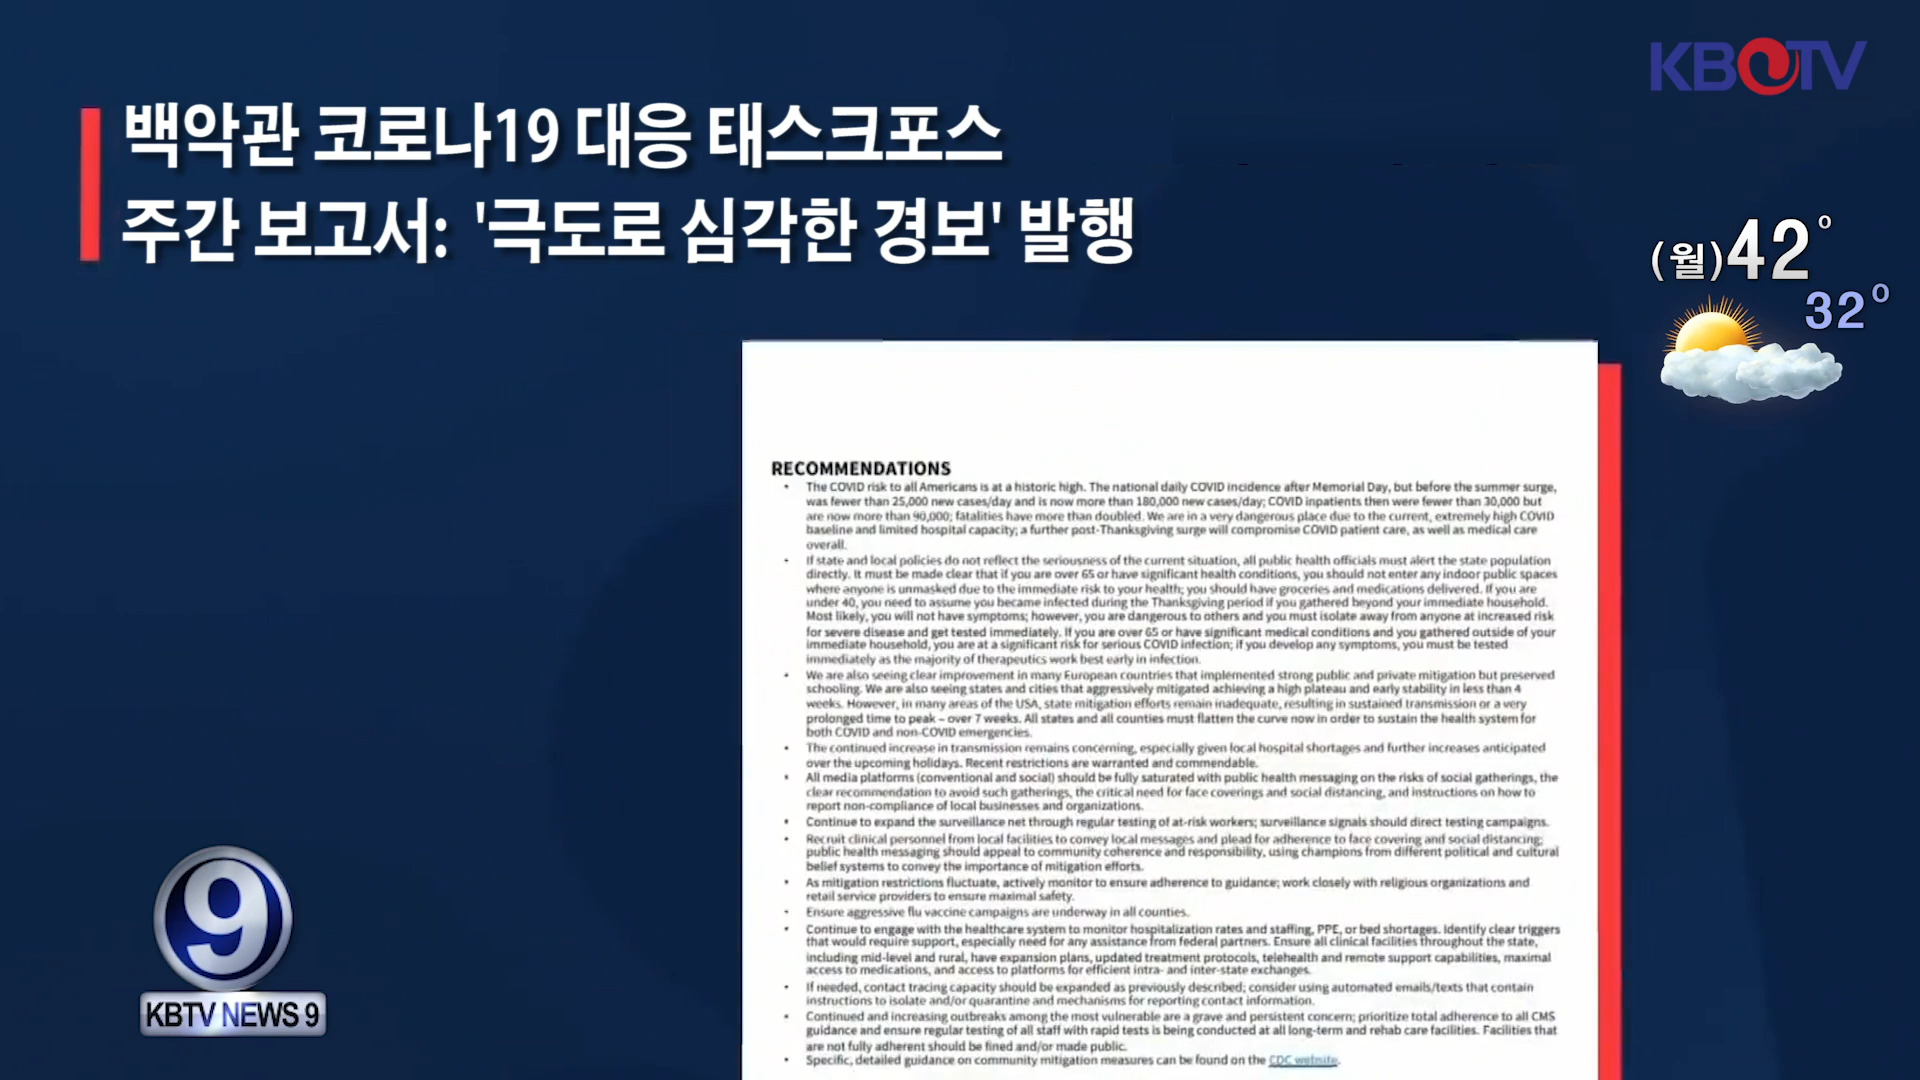 KBTV
백악관 코로나19 대응 태스크포스
주간 보고서: '극도로 심각한 경보' 발행
(월)42°
32°
RECOMMENDATIONS
• The COVID risk to all Americans is at a historic high. The national daily COVID incidence after Memorial Day, but before the summer surge,
was fewer than 25,000 new cases/day and is now more than 180,000 new cases/day; COVID inpatients then were fewer than 30,000 but
are now more than 90,000; fatalities have more than doubled. We are in a very dangerous place due to the current, extremely high COVID
baseline and limited hospital capacity; a further post-Thanksgiving surge will compromise COVID patient care, as well as medical care
overall.
• If state and local policies do not reflect the seriousness of the current situation, all public health officials must alert the state population
directly. It must be made clear that if you are over 65 or have significant health conditions, you should not enter any indoor public spaces
where anyone is unmasked due to the immediate risk to your health; you should have groceries and medications delivered. If you are
under 40, you need to assume you became infected during the Thanksgiving period if you gathered beyond your immediate household.
Most likely, you will not have symptoms; however, you are dangerous to others and you must isolate away from anyone at increased risk
for severe disease and get tested immediately. If you are over 65 or have significant medical conditions and you gathered outside of your
immediate household, you are at a significant risk for serious COVID infection; if you develop any symptoms, you must be tested
immediately as the majority of therapeutics work best early in infection.
• We are also seeing clear improvement in many European countries that implemented strong public and private mitigation but preserved
schooling. We are also seeing states and cities that aggressively mitigated achieving a high plateau and early stability in less than 4
weeks. However, in many areas of the USA, state mitigation efforts remain inadequate, resulting in sustained transmission or a very
prolonged time to peak – over 7 weeks. All states and all counties must flatten the curve now in order to sustain the health system for
both COVID and non-COVID emergencies.
• The continued increase in transmission remains concerning, especially given local hospital shortages and further increases anticipated
over the upcoming holidays. Recent restrictions are warranted and commendable.
• All media platforms (conventional and social) should be fully saturated with public health messaging on the risks of social gatherings, the
clear recommendation to avoid such gatherings, the critical need for face coverings and social distancing, and instructions on how to
report non-compliance of local businesses and organizations.
• Continue to expand the surveillance net through regular testing of at-risk workers; surveillance signals should direct testing campaigns.
• Recruit clinical personnel from local facilities to convey local messages and plead for adherence to face covering and social distancing;
public health messaging should appeal to community coherence and responsibility, using champions from different political and cultural
belief systems to convey the importance of mitigation efforts.
• As mitigation restrictions fluctuate, actively monitor to ensure adherence to guidance; work closely with religious organizations and
retail service providers to ensure maximal safety.
• Ensure aggressive flu vaccine campaigns are underway in all counties.
• Continue to engage with the healthcare system to monitor hospitalization rates and staffing, PPE, or bed shortages. Identify clear triggers
that would require support, especially need for any assistance from federal partners. Ensure all clinical facilities throughout the state,
including mid-level and rural, have expansion plans, updated treatment protocols, telehealth and remote support capabilities, maximal
access to medications, and access to platforms for efficient intra- and inter-state exchanges.
• If needed, contact tracing capacity should be expanded as previously described; consider using automated emails/texts that contain
instructions to isolate and/or quarantine and mechanisms for reporting contact information.
• Continued and increasing outbreaks among the most vulnerable are a grave and persistent concern; prioritize total adherence to all CMS
guidance and ensure regular testing of all staff with rapid tests is being conducted at all long-term and rehab care facilities. Facilities that
are not fully adherent should be fined and/or made public.
• Specific, detailed guidance on community mitigation measures can be found on the CDC website.
9
KBTV NEWS 9